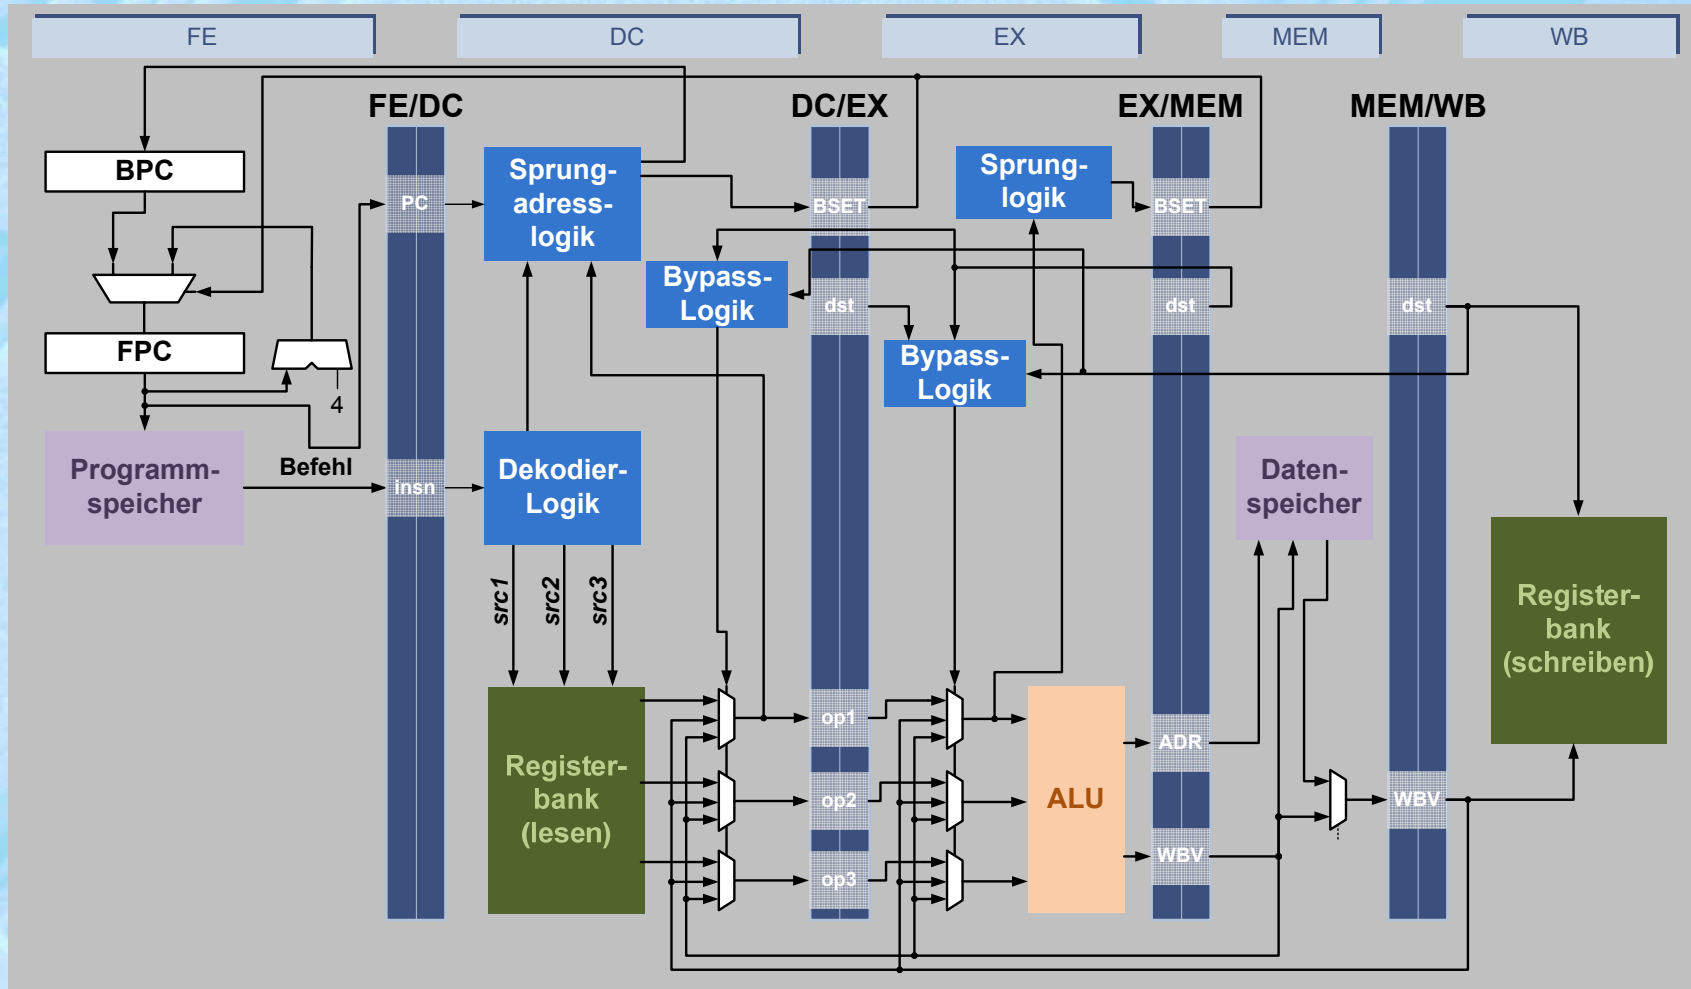 FE
DC
EX
MEM
WB
FE/DC
DC/EX
EX/MEM
MEM/WB
BPC
FPC
4
Programm-
speicher
Befehl
PC
insn
Sprung-
adress-
logik
Bypass-
Logik
Dekodier-
Logik
src1
src2
src3
Register-
bank
(lesen)
BSET
dst
op1
op2
op3
Sprung-
logik
Bypass-
Logik
ALU
BSET
dst
ADR
WBV
Daten-
speicher
dst
WBV
Register-
bank
(schreiben)